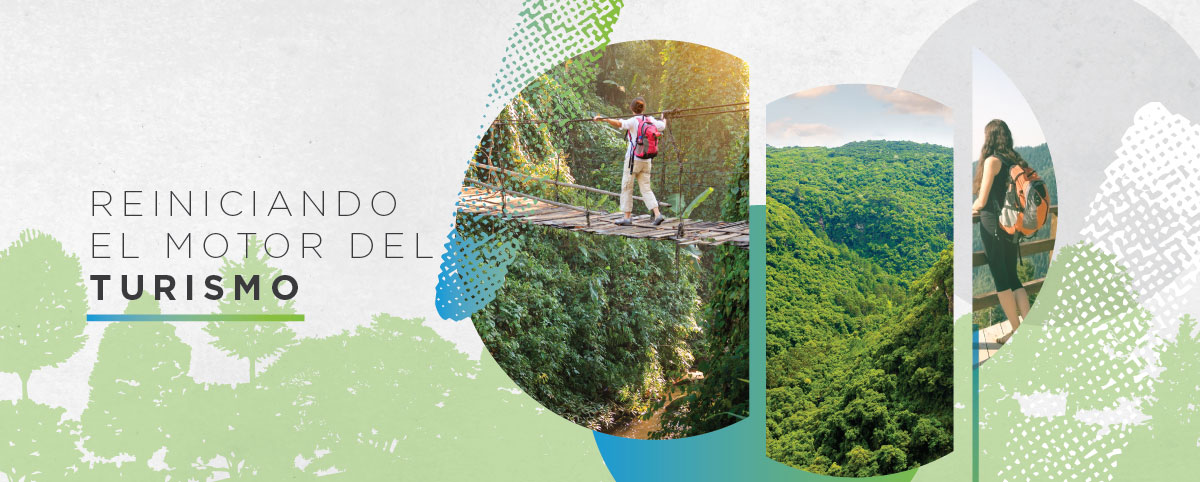 REINICIANDO
EL MOTOR DEL
TURISMO